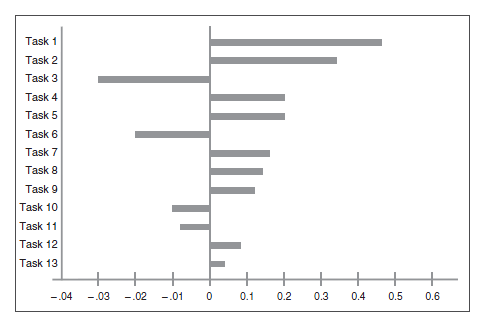 Task 1
Task 2
Task 3
Task 4
Task 5
Task 6
Task 7
Task 8
Task 9
Task 10
Task 11
Task 12
Task 13
–.04 –.03 –.02 –.01 0 0.1 0.2 0.3 0.4 0.5 0.6